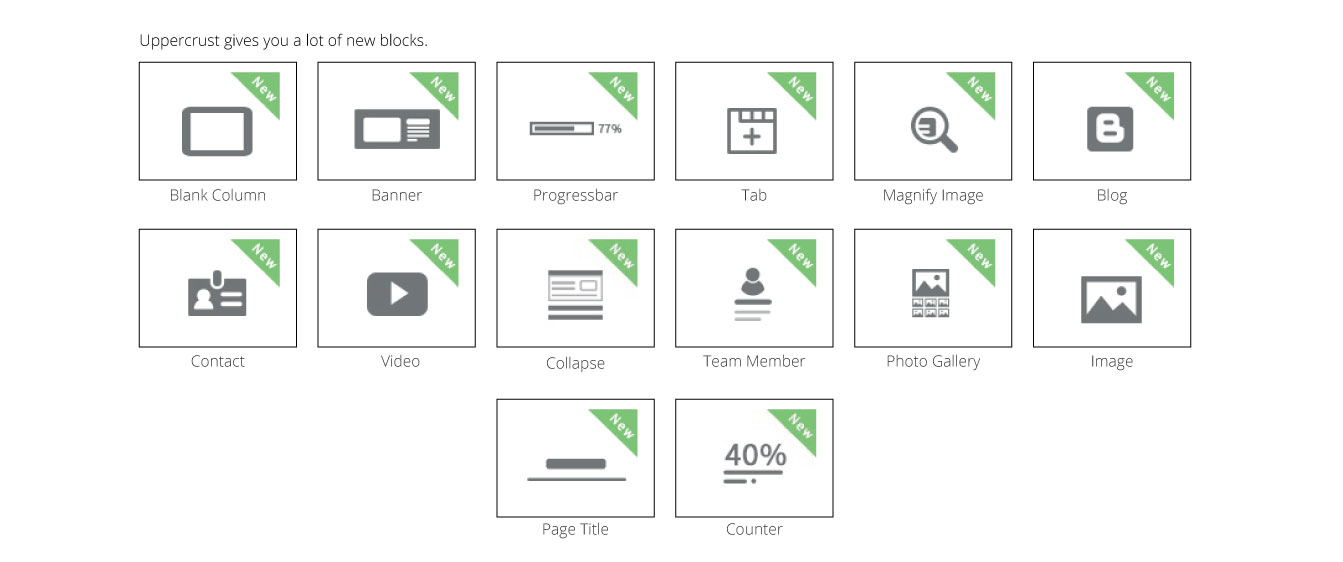 Uppercrust gives you a lot of new blocks.
New New New New New New
77%
Blank Column Banner Progressbar Tab Magnify Image Blog
New New New New New New
Contact Video Collapse Team Member Photo Gallery Image
New New
40%
Page Title Counter